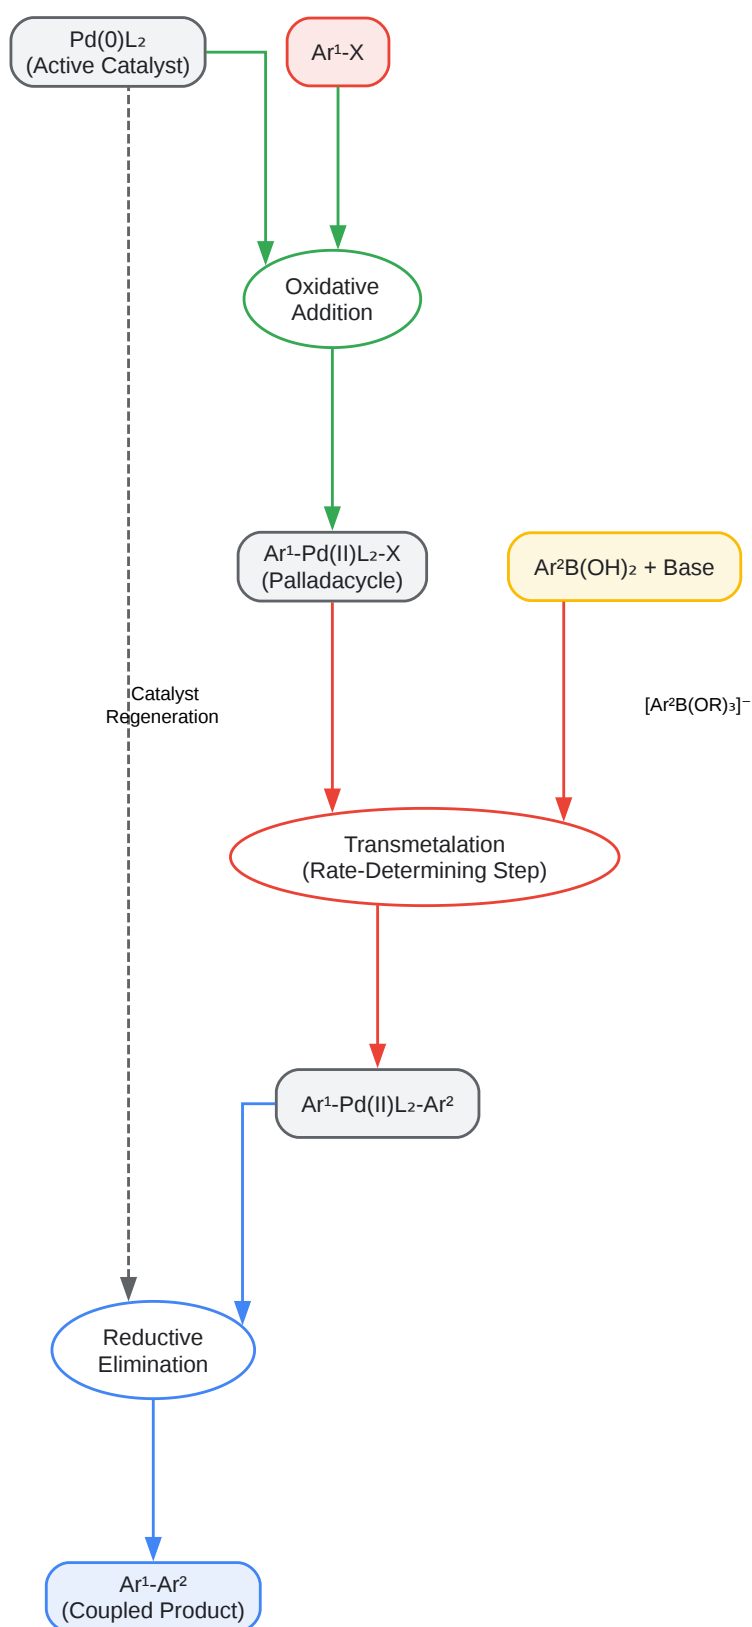 Pd(0)L₂
(Active Catalyst)
Ar¹-X
Oxidative
Addition
Ar¹-Pd(II)L₂-X
(Palladacycle)
Ar²B(OH)₂ + Base
Catalyst
Regeneration
[Ar²B(OR)₃]⁻
Transmetalation
(Rate-Determining Step)
Ar¹-Pd(II)L₂-Ar²
Reductive
Elimination
Ar¹-Ar²
(Coupled Product)